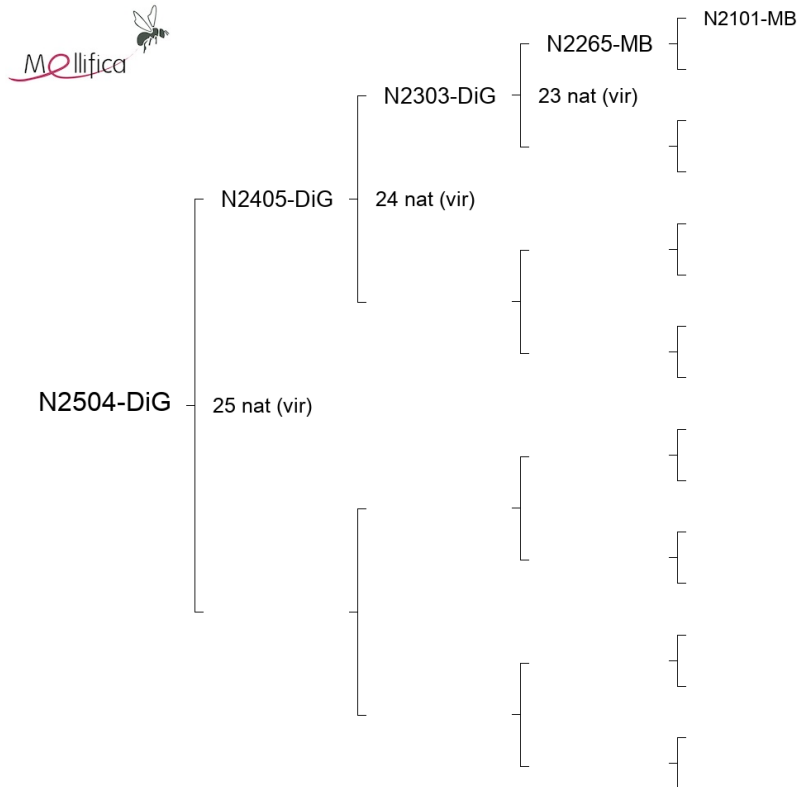 Mellifica
N2101-MB
N2265-MB
N2303-DiG
23 nat (vir)
N2405-DiG
24 nat (vir)
N2504-DiG
25 nat (vir)